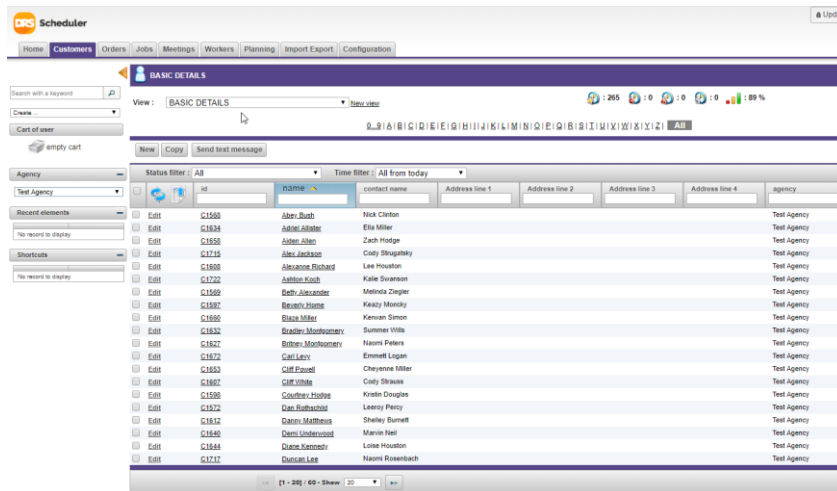 DRS Scheduler
Upd
Home Customers Orders Jobs Meetings Workers Planning Import Export Configuration
BASIC DETAILS
Search with a keyword
View : BASIC DETAILS New view
: 265 : 0 : 0 : 0 : 89 %
Create ...
0..9 | A | B | C | D | E | F | G | H | I | J | K | L | M | N | O | P | Q | R | S | T | U | V | W | X | Y | Z | All
Cart of user
empty cart
New Copy Send text message
Agency
Status filter : All Time filter : All from today
Test Agency
id name contact name Address line 1 Address line 2 Address line 3 Address line 4 agency
Recent elements
No record to display
Shortcuts
No record to display
Edit C1560 Abey Bush Nick Clinton Test Agency
Edit C1634 Adriel Allister Ella Miller Test Agency
Edit C1658 Aiden Allen Zach Hodge Test Agency
Edit C1715 Alex Jackson Cody Strugatsky Test Agency
Edit C1608 Alexanne Richard Lee Houston Test Agency
Edit C1722 Ashton Koch Kalie Swanson Test Agency
Edit C1569 Betty Alexander Melinda Ziegler Test Agency
Edit C1597 Beverly Horne Keazy Moncky Test Agency
Edit C1660 Blaze Miller Kerwan Simon Test Agency
Edit C1632 Bradley Montgomery Summer Wills Test Agency
Edit C1627 Britney Montgomery Naomi Peters Test Agency
Edit C1672 Carl Levy Emmett Logan Test Agency
Edit C1653 Cliff Powell Cheyenne Miller Test Agency
Edit C1607 Cliff White Cody Strauss Test Agency
Edit C1598 Courtney Hodge Kristin Douglas Test Agency
Edit C1572 Dan Rothschild Leeroy Percy Test Agency
Edit C1612 Danny Matthews Shelley Burnett Test Agency
Edit C1640 Demi Underwood Marvin Neil Test Agency
Edit C1644 Diane Kennedy Loise Houston Test Agency
Edit C1717 Duncan Lee Naomi Rosenbach Test Agency
[1 - 20] / 60 - Show 20